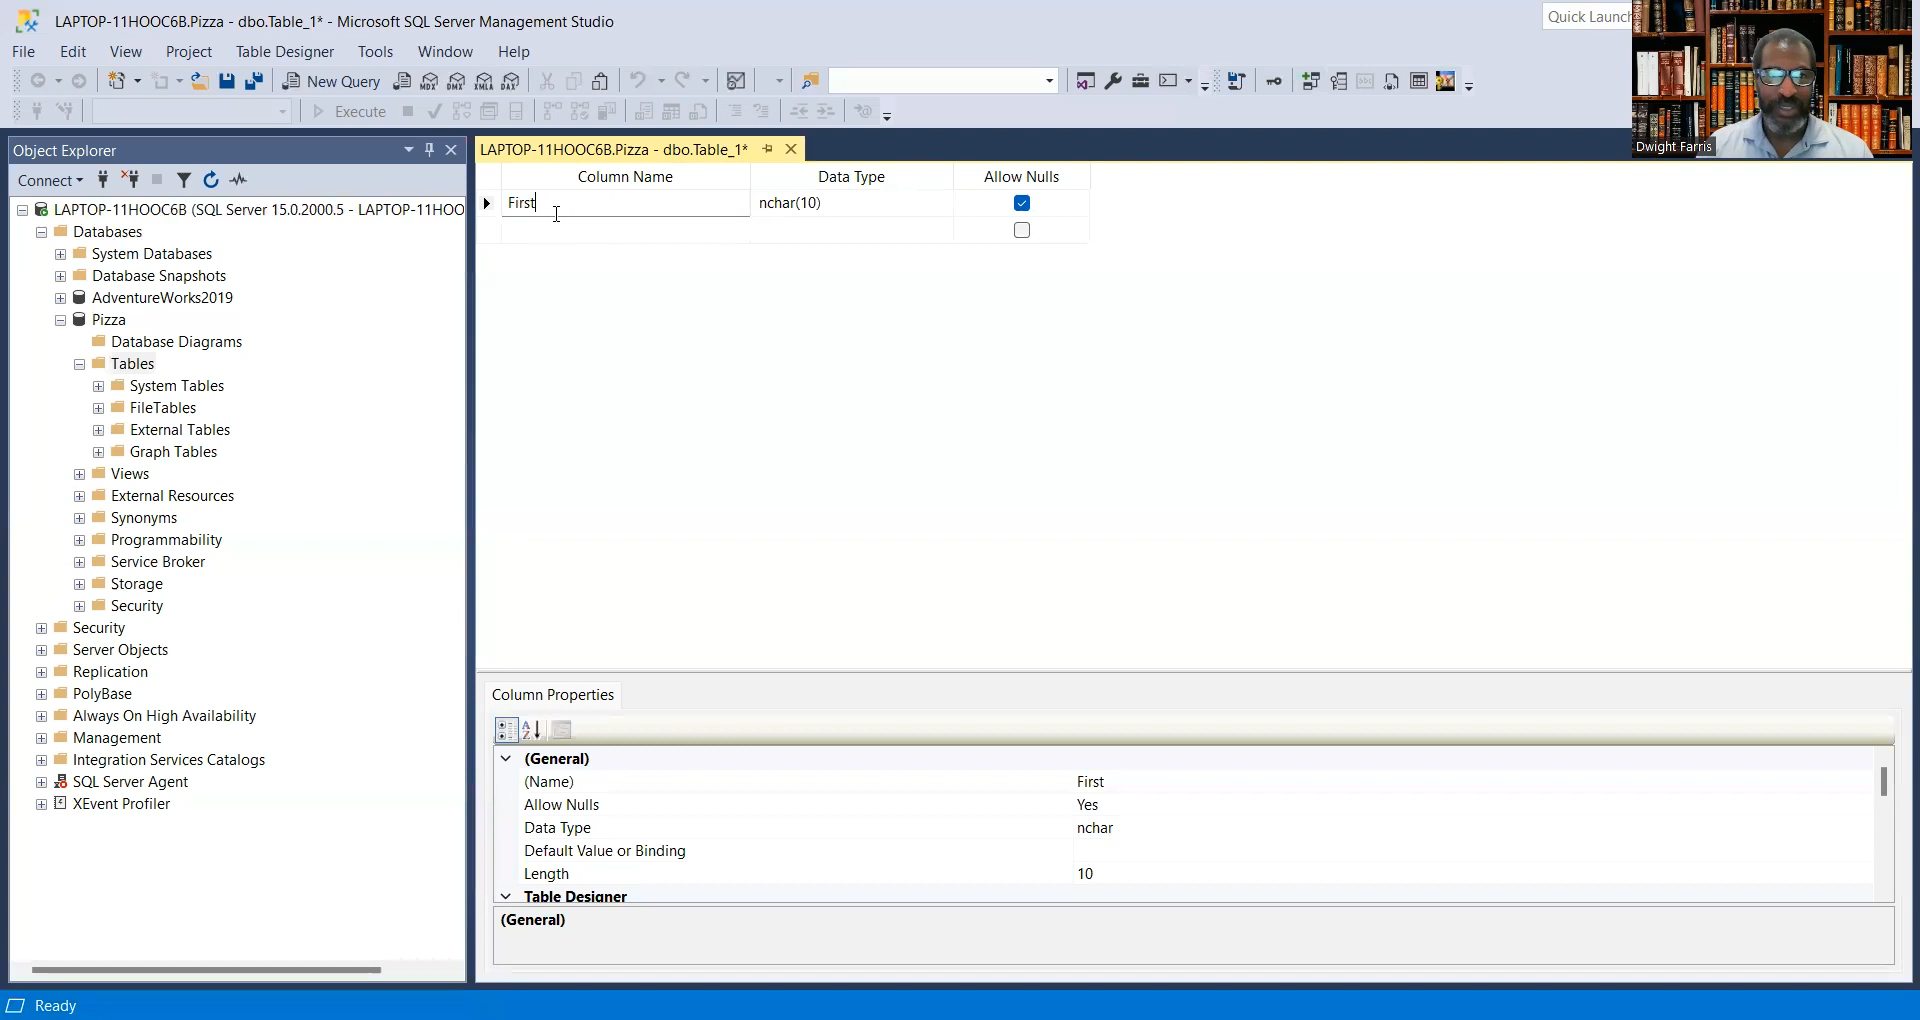 LAPTOP-11HOOC6B.Pizza - dbo.Table_1* - Microsoft SQL Server Management Studio
Quick Launch
File Edit View Project Table Designer Tools Window Help
New Query
MDX DMX XMLA DAX
Execute
Dwight Farris
Object Explorer
LAPTOP-11HOOC6B.Pizza - dbo.Table_1*
Connect
Column Name Data Type Allow Nulls
First nchar(10)
LAPTOP-11HOOC6B (SQL Server 15.0.2000.5 - LAPTOP-11HOO
Databases
System Databases
Database Snapshots
AdventureWorks2019
Pizza
Database Diagrams
Tables
System Tables
FileTables
External Tables
Graph Tables
Views
External Resources
Synonyms
Programmability
Service Broker
Storage
Security
Security
Server Objects
Replication
PolyBase
Always On High Availability
Management
Integration Services Catalogs
SQL Server Agent
XEvent Profiler
Column Properties
(General)
(Name) First
Allow Nulls Yes
Data Type nchar
Default Value or Binding
Length 10
Table Designer
(General)
Ready